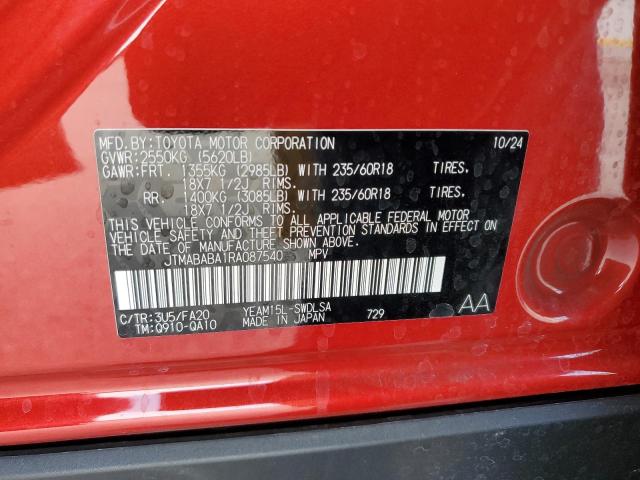 MFD.BY:TOYOTA MOTOR CORPORATION 10/24
GVWR:2550KG (5620LB)
GAWR:FRT. 1355KG (2985LB) WITH 235/60R18 TIRES.
18X7 1/2J RIMS.
RR. 1400KG (3085LB) WITH 235/60R18 TIRES.
18X7 1/2J RIMS.
THIS VEHICLE CONFORMS TO ALL APPLICABLE FEDERAL MOTOR
VEHICLE SAFETY AND THEFT PREVENTION STANDARDS IN EFFECT
ON THE DATE OF MANUFACTURE SHOWN ABOVE.
JTMABABA1RA087540 MPV
C/TR:3U5/FA20 YEAM15L-SWDLSA 729 AA
TM:Q910-QA10 MADE IN JAPAN